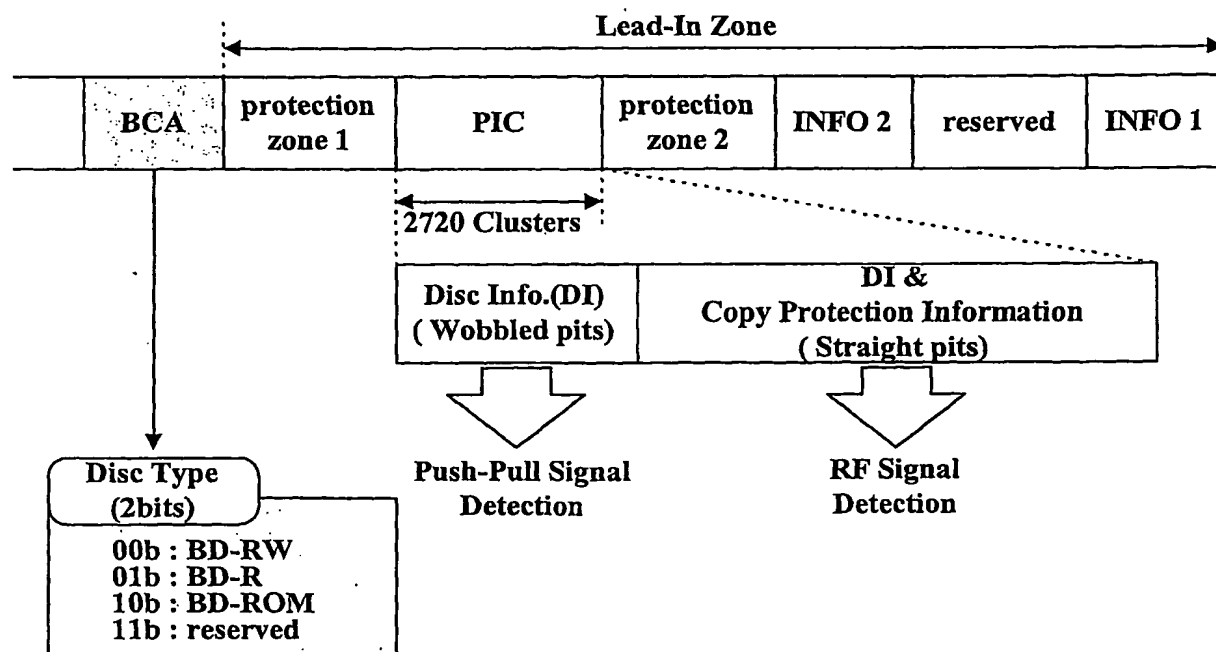 Lead-In Zone
BCA
protection
zone 1
PIC
protection
zone 2
INFO 2
reserved
INFO 1
2720 Clusters
Disc Info.(DI)
( Wobbled pits)
DI &
Copy Protection Information
( Straight pits)
Push-Pull Signal
Detection
RF Signal
Detection
Disc Type
(2bits)
00b : BD-RW
01b : BD-R
10b : BD-ROM
11b : reserved